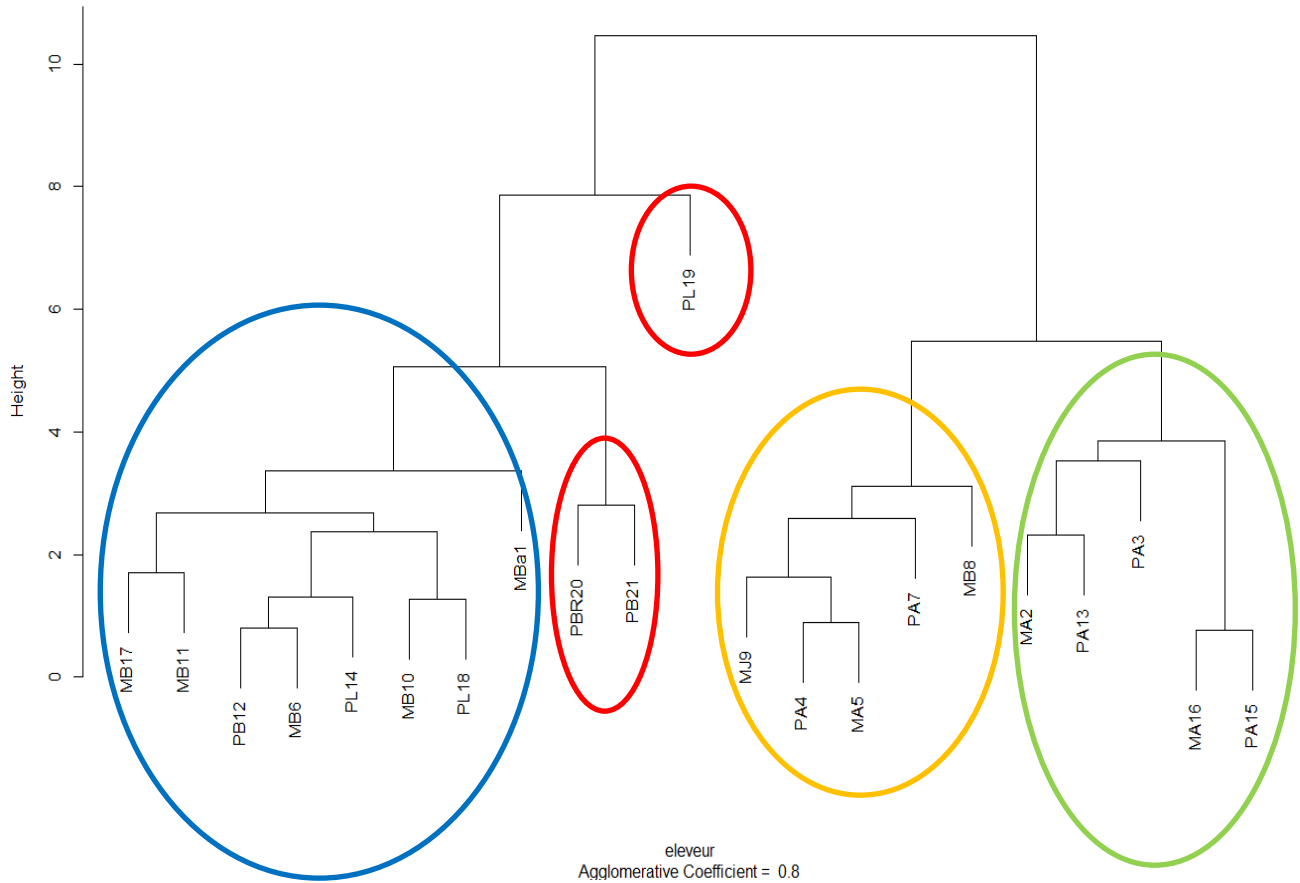 Height
10
8
6
4
2
0
PL19
MB17
MB11
PB12
MB6
PL14
MB10
PL18
MBa1
PBR20
PB21
MJ9
PA4
MA5
PA7
MB8
MA2
PA13
PA3
MA16
PA15
eleveur
Agglomerative Coefficient = 0.8